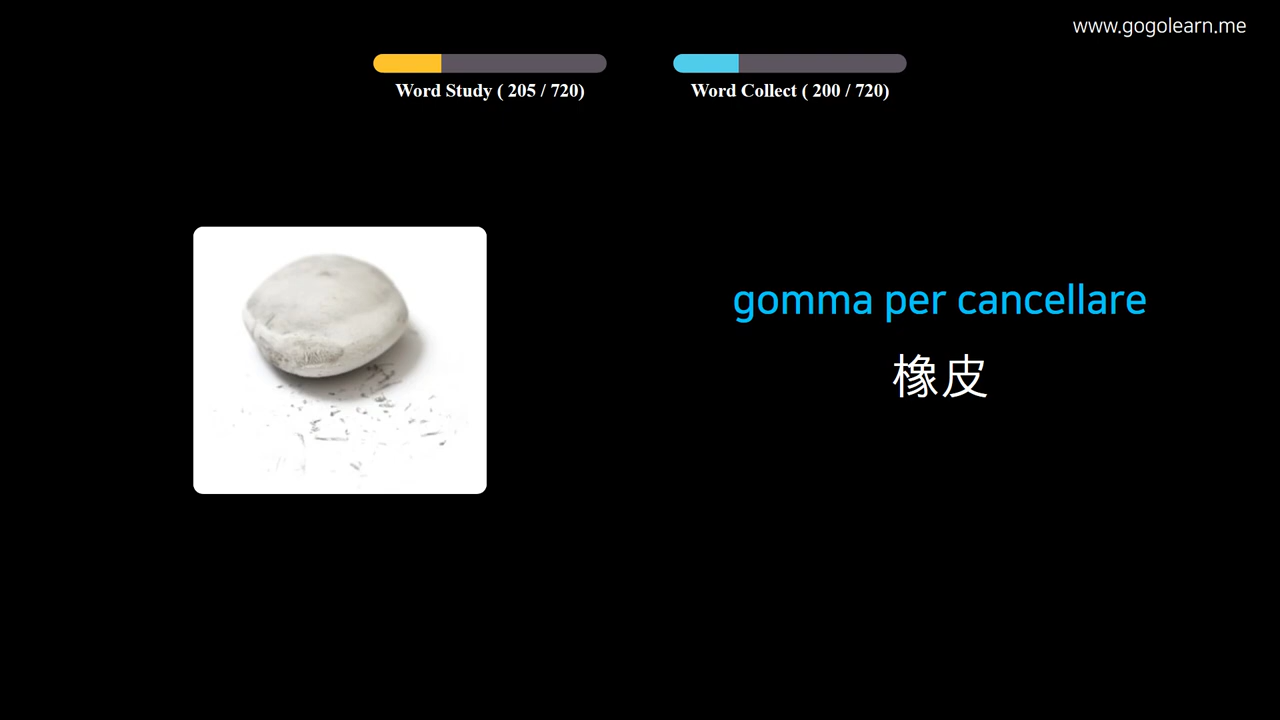 www.gogolearn.me
Word Study ( 205 / 720)
Word Collect ( 200 / 720)
gomma per cancellare
橡皮